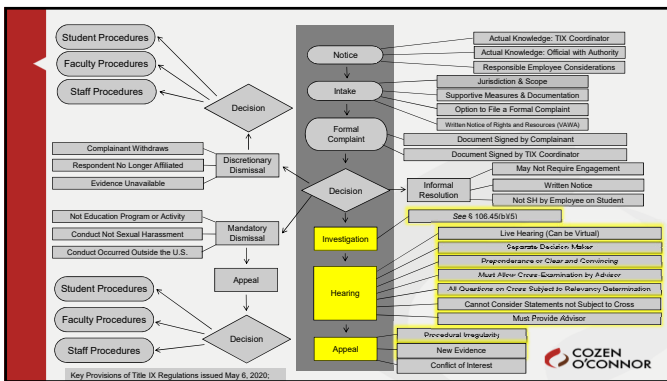 Student Procedures
Faculty Procedures
Staff Procedures
Decision
Complainant Withdraws
Respondent No Longer Affiliated
Evidence Unavailable
Discretionary
Dismissal
Not Education Program or Activity
Conduct Not Sexual Harassment
Conduct Occurred Outside the U.S.
Mandatory
Dismissal
Appeal
Student Procedures
Faculty Procedures
Staff Procedures
Decision
Key Provisions of Title IX Regulations issued May 6, 2020;
Notice
Intake
Formal
Complaint
Decision
Investigation
Hearing
Appeal
Actual Knowledge: TIX Coordinator
Actual Knowledge: Official with Authority
Responsible Employee Considerations
Jurisdiction & Scope
Supportive Measures & Documentation
Option to File a Formal Complaint
Written Notice of Rights and Resources (VAWA)
Document Signed by Complainant
Document Signed by TIX Coordinator
Informal
Resolution
May Not Require Engagement
Written Notice
Not SH by Employee on Student
See § 106.45(b)(5)
Live Hearing (Can be Virtual)
Separate Decision Maker
Preponderance or Clear and Convincing
Must Allow Cross-Examination by Advisor
All Questions on Cross Subject to Relevancy Determination
Cannot Consider Statements not Subject to Cross
Must Provide Advisor
Procedural Irregularity
New Evidence
Conflict of Interest
COZEN
O'CONNOR